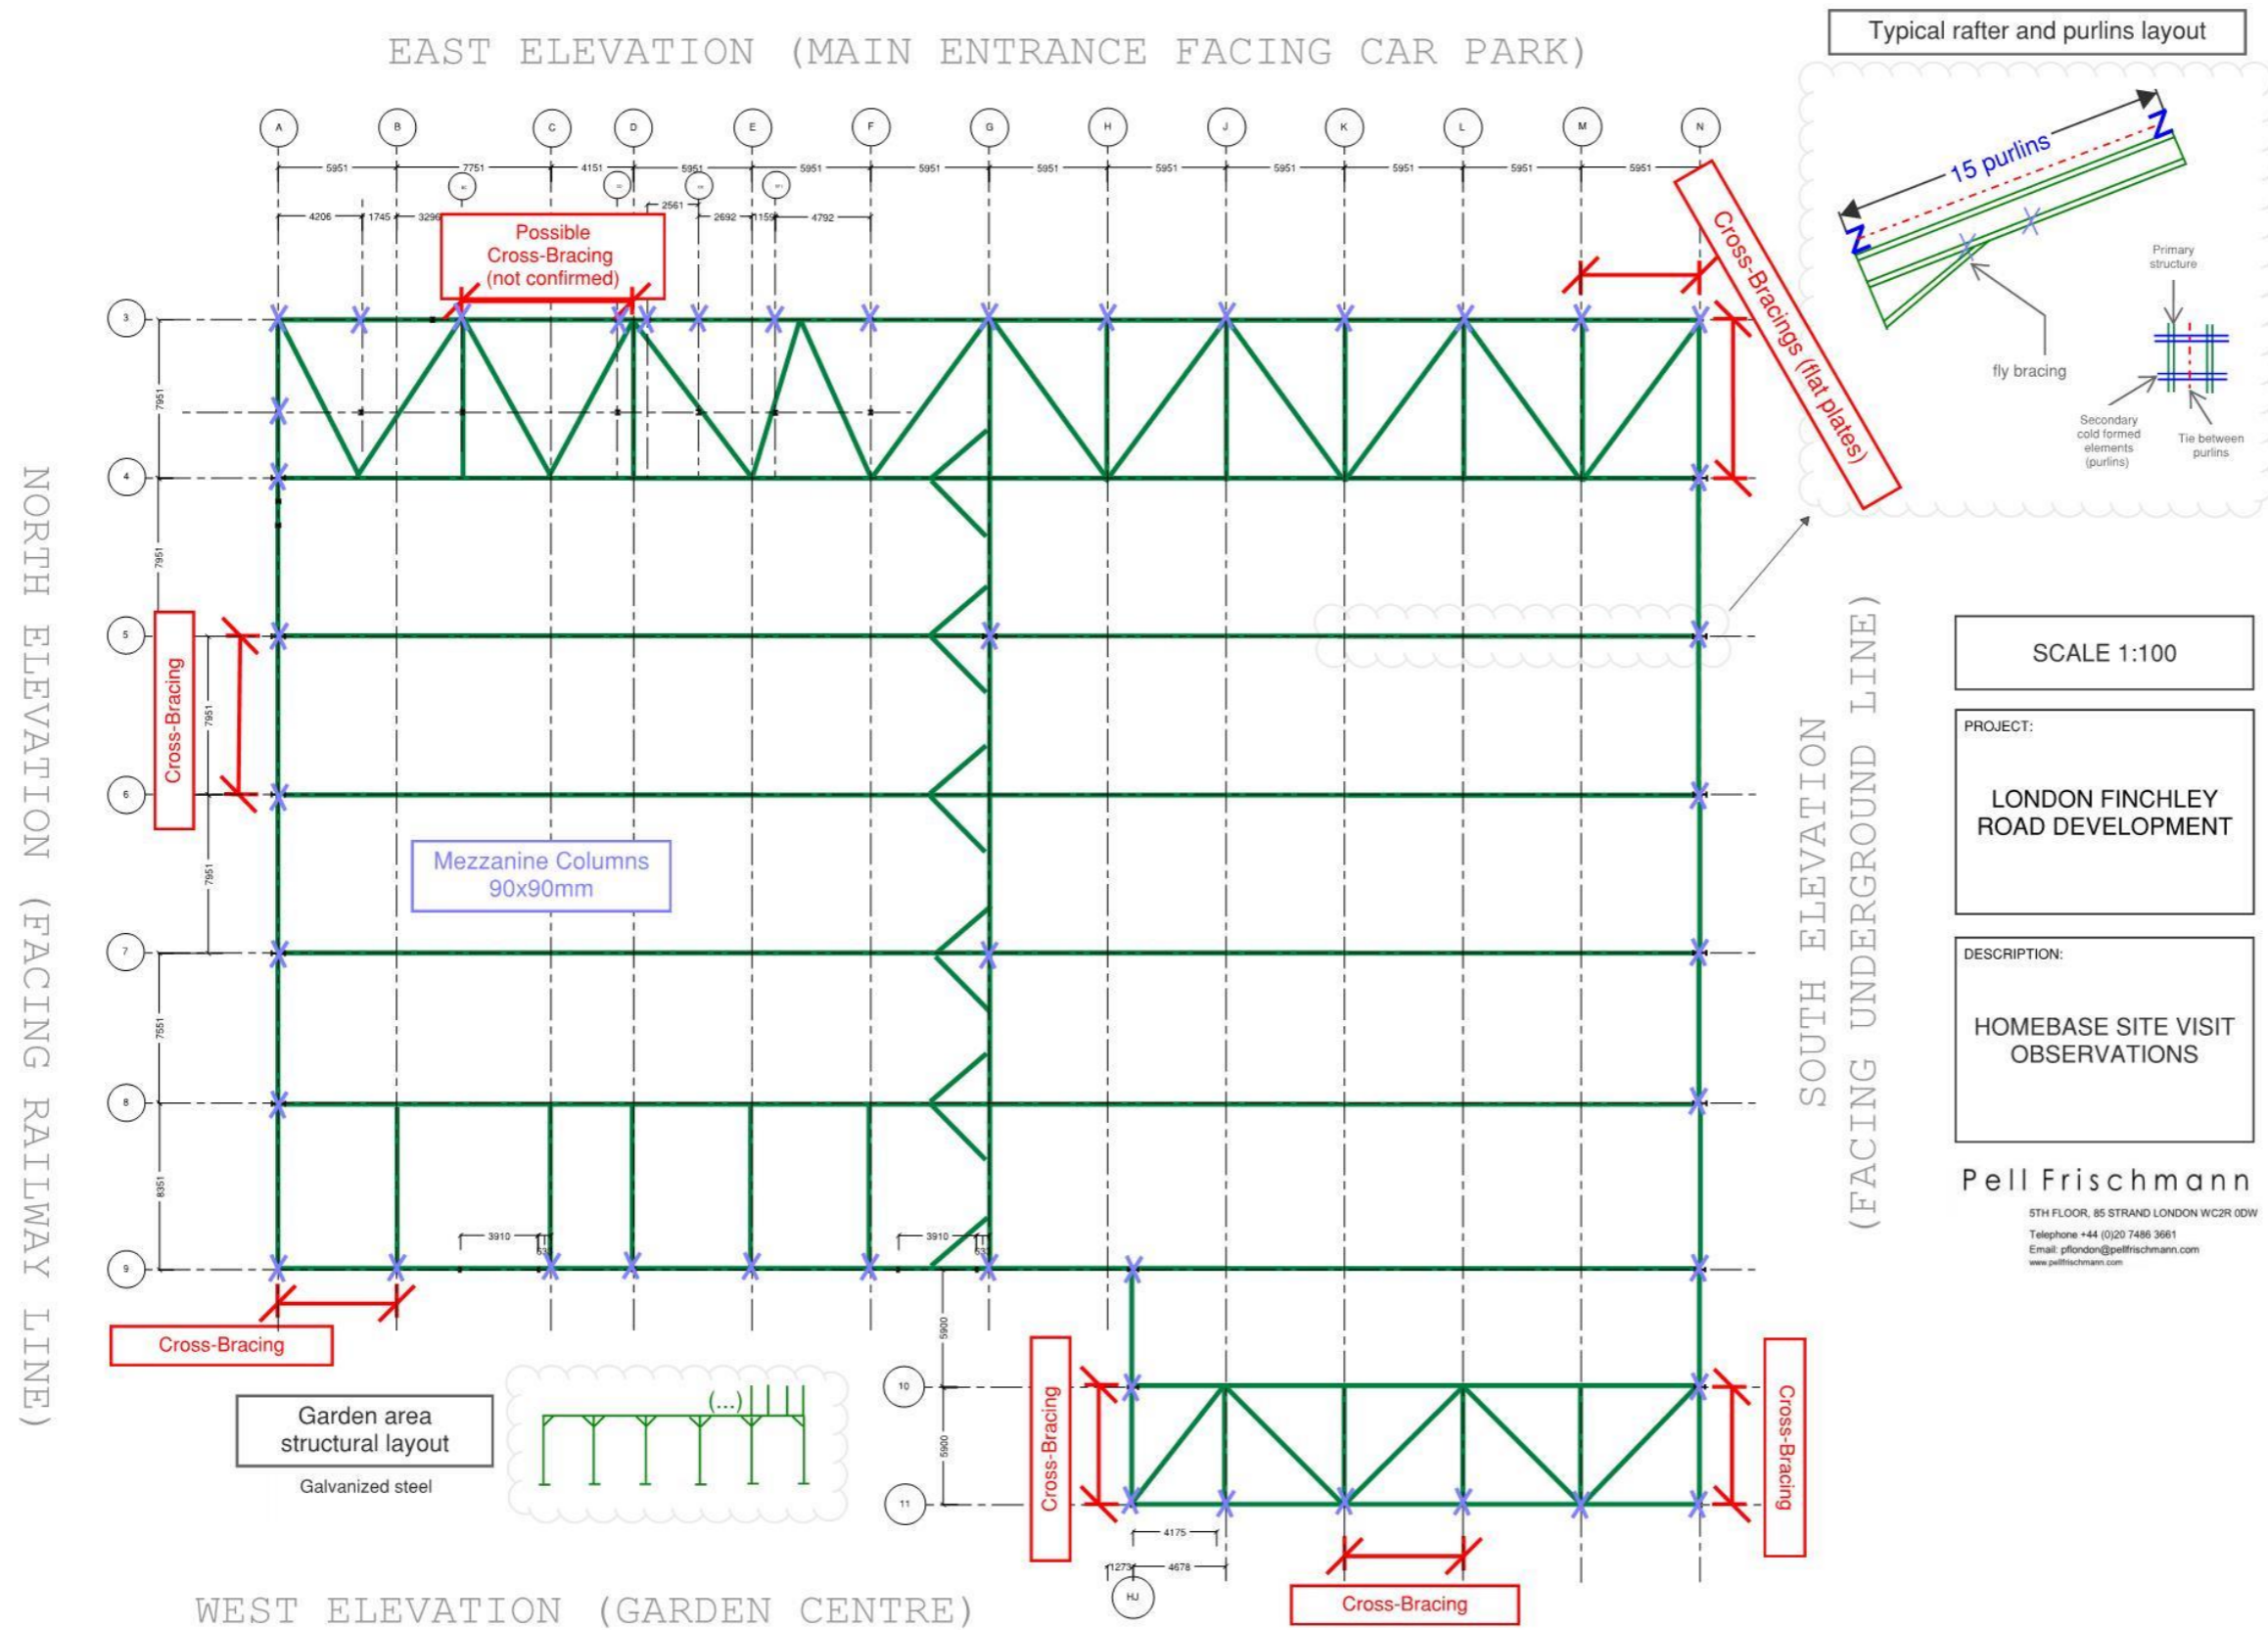 EAST ELEVATION (MAIN ENTRANCE FACING CAR PARK)
Typical rafter and purlins layout
A
B
C
D
E
F
G
H
J
K
L
M
N
5951
7751
4151
5951
5951
5951
5951
5951
5951
5951
5951
5951
4206
1745
3296
2561
2692
1159
4792
Possible
Cross-Bracing
(not confirmed)
Cross-Bracings (flat plates)
15 purlins
fly bracing
Primary
structure
Secondary
cold formed
elements
(purlins)
Tie between
purlins
3
4
5
6
7
8
9
10
11
7951
7951
7951
7951
7551
8351
NORTH ELEVATION (FACING RAILWAY LINE)
Cross-Bracing
Mezzanine Columns
90x90mm
SOUTH ELEVATION
(FACING UNDERGROUND LINE)
SCALE 1:100
PROJECT:
LONDON FINCHLEY
ROAD DEVELOPMENT
DESCRIPTION:
HOMEBASE SITE VISIT
OBSERVATIONS
Pell Frischmann
5TH FLOOR, 85 STRAND LONDON WC2R 0DW
Telephone +44 (0)20 7486 3661
Email: pflondon@pellfrischmann.com
www.pellfrischmann.com
3910
3910
Cross-Bracing
5900
5900
Garden area
structural layout
Galvanized steel
(...)
Cross-Bracing
Cross-Bracing
4175
1273
4678
HJ
Cross-Bracing
WEST ELEVATION (GARDEN CENTRE)